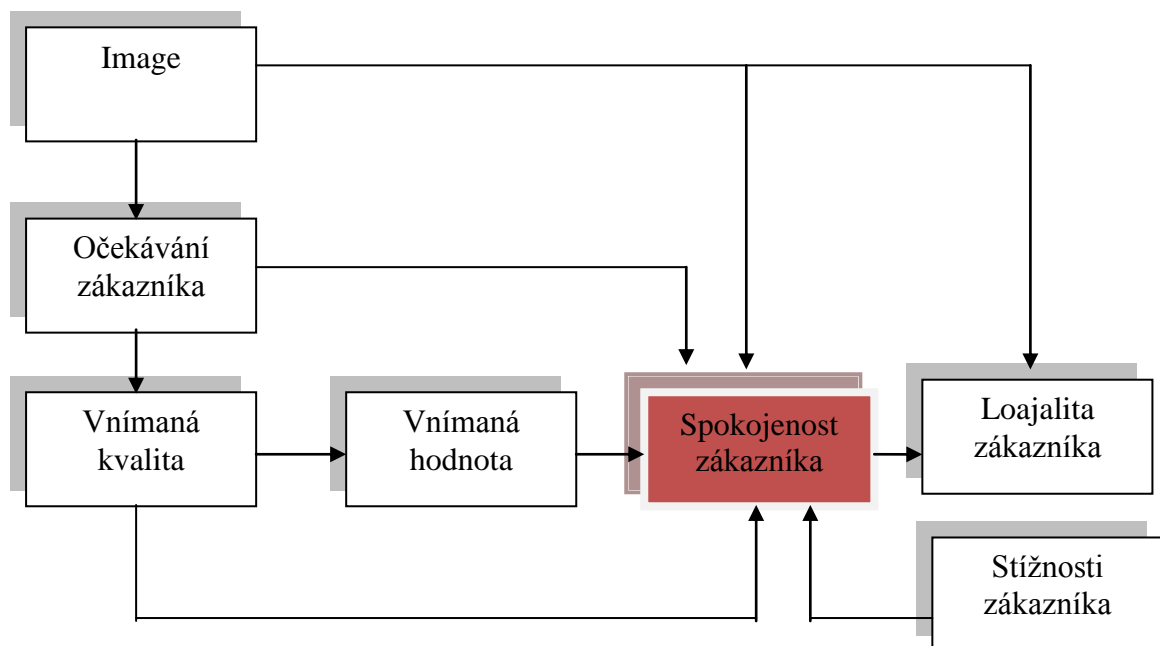 Image
Očekávání
zákazníka
Vnímaná
kvalita
Vnímaná
hodnota
Spokojenost
zákazníka
Loajalita
zákazníka
Stížnosti
zákazníka